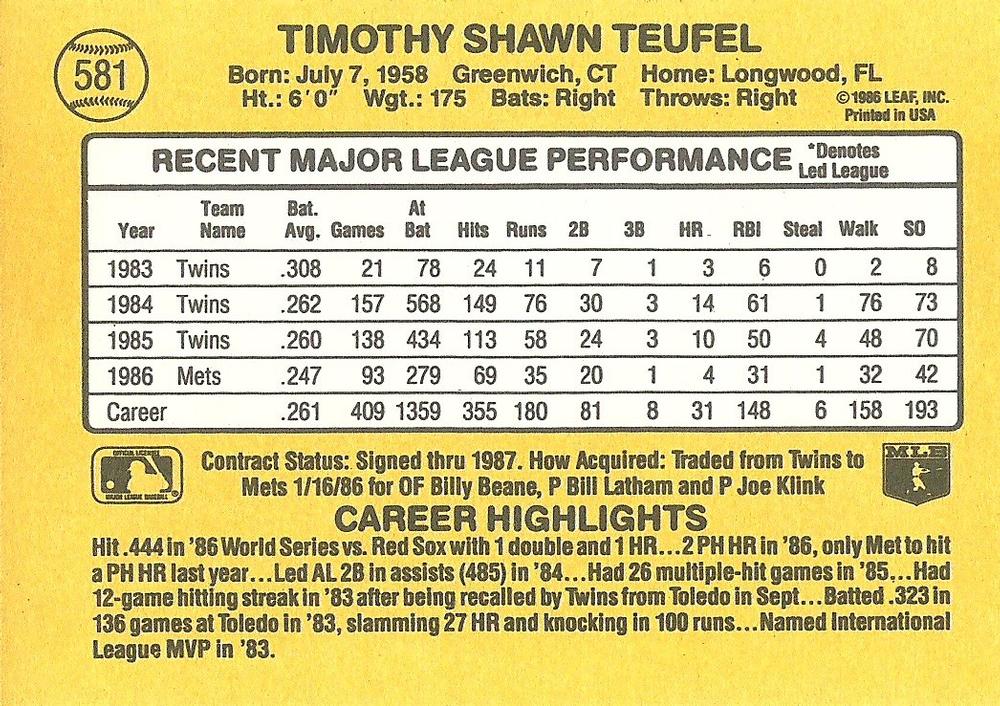 581
TIMOTHY SHAWN TEUFEL
Born: July 7, 1958 Greenwich, CT Home: Longwood, FL
Ht.: 6'0" Wgt.: 175 Bats: Right Throws: Right
©1986 LEAF, INC.
Printed in USA
RECENT MAJOR LEAGUE PERFORMANCE *Denotes Led League
Year Team Name Bat. Avg. Games At Bat Hits Runs 2B 3B HR RBI Steal Walk SO
1983 Twins .308 21 78 24 11 7 1 3 6 0 2 8
1984 Twins .262 157 568 149 76 30 3 14 61 1 76 73
1985 Twins .260 138 434 113 58 24 3 10 50 4 48 70
1986 Mets .247 93 279 69 35 20 1 4 31 1 32 42
Career .261 409 1359 355 180 81 8 31 148 6 158 193
OFFICIAL LICENSEE
MAJOR LEAGUE BASEBALL ®
Contract Status: Signed thru 1987. How Acquired: Traded from Twins to
Mets 1/16/86 for OF Billy Beane, P Bill Latham and P Joe Klink
MLB
CAREER HIGHLIGHTS
Hit .444 in '86 World Series vs. Red Sox with 1 double and 1 HR...2 PH HR in '86, only Met to hit
a PH HR last year...Led AL 2B in assists (485) in '84...Had 26 multiple-hit games in '85...Had
12-game hitting streak in '83 after being recalled by Twins from Toledo in Sept...Batted .323 in
136 games at Toledo in '83, slamming 27 HR and knocking in 100 runs...Named International
League MVP in '83.